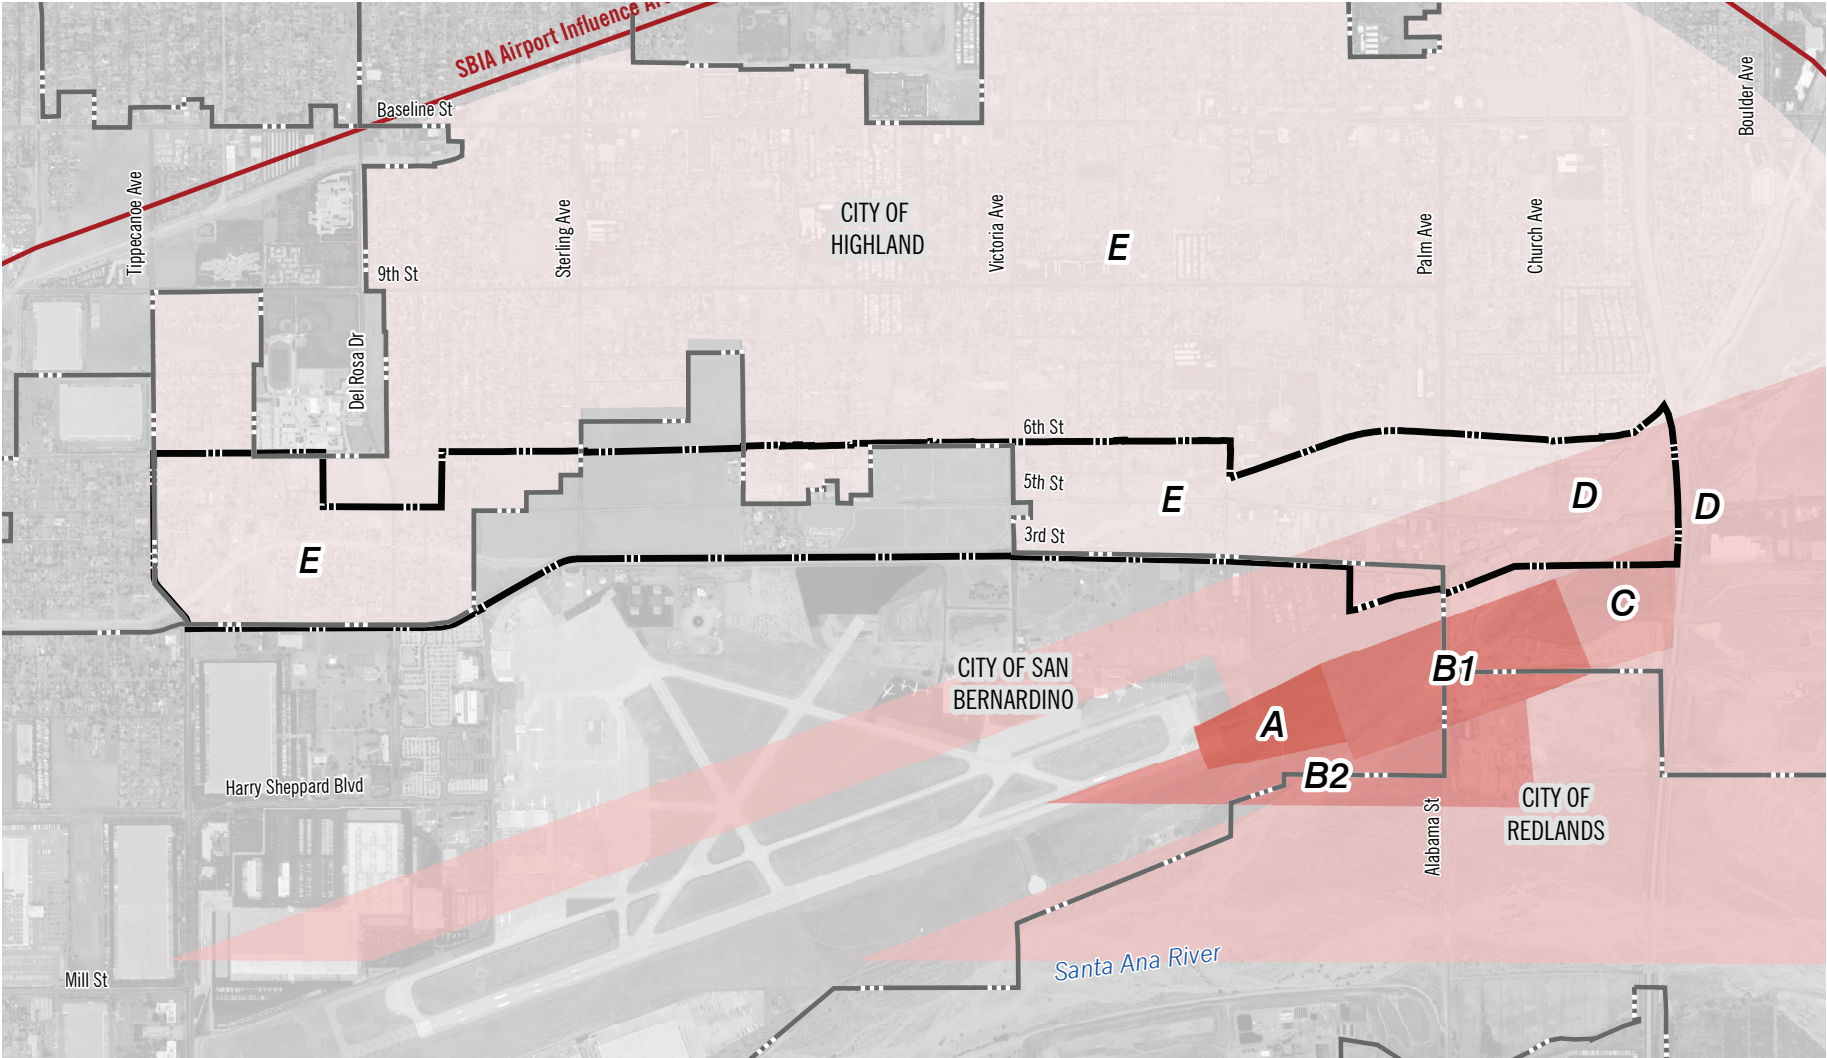 SBIA Airport Influence
Baseline St
Boulder Ave
Tippecanoe Ave
Sterling Ave
CITY OF
HIGHLAND
Victoria Ave
E
Palm Ave
Church Ave
9th St
Del Rosa Dr
6th St
5th St
E
D
D
3rd St
E
C
CITY OF SAN
BERNARDINO
B1
A
B2
Harry Sheppard Blvd
CITY OF
REDLANDS
Alabama St
Santa Ana River
Mill St